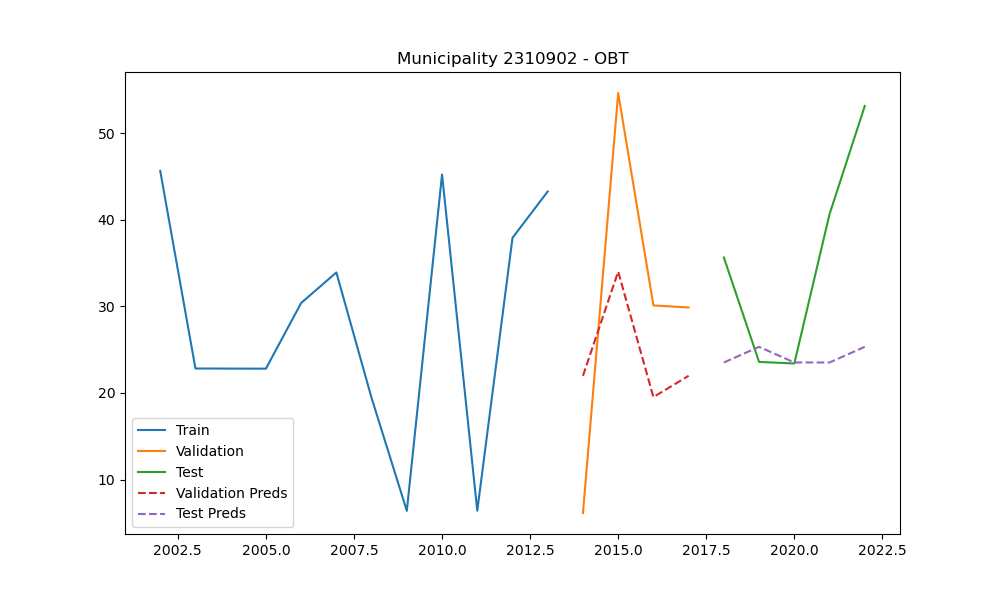 Municipality 2310902 - OBT
50
40
30
20
10
Train
Validation
Test
Validation Preds
Test Preds
2002.5 2005.0 2007.5 2010.0 2012.5 2015.0 2017.5 2020.0 2022.5